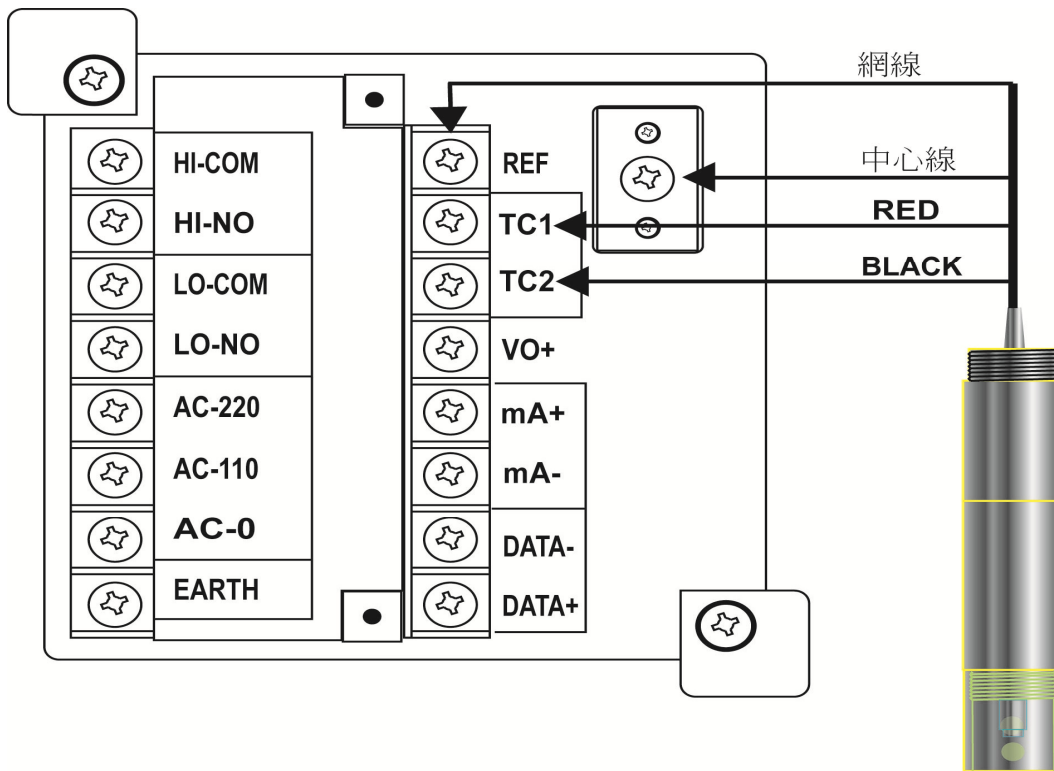 HI-COM
HI-NO
LO-COM
LO-NO
AC-220
AC-110
AC-0
EARTH
REF
TC1
TC2
VO+
mA+
mA-
DATA-
DATA+
網線
中心線
RED
BLACK